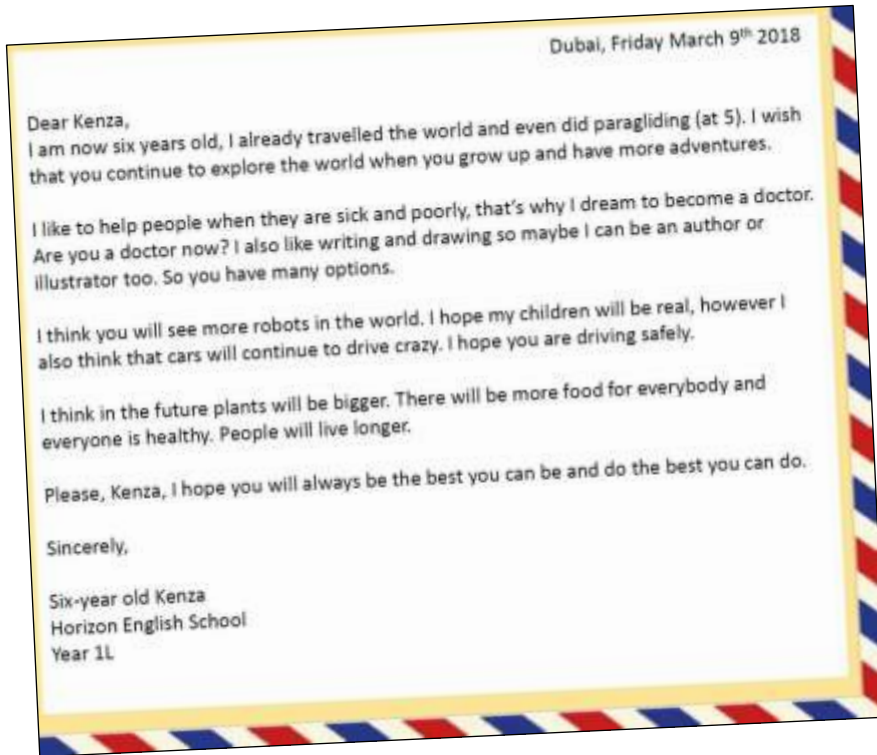 Dubai, Friday March 9th 2018
Dear Kenza,
I am now six years old, I already travelled the world and even did paragliding (at 5). I wish
that you continue to explore the world when you grow up and have more adventures.
I like to help people when they are sick and poorly, that's why I dream to become a doctor.
Are you a doctor now? I also like writing and drawing so maybe I can be an author or
illustrator too. So you have many options.
I think you will see more robots in the world. I hope my children will be real, however I
also think that cars will continue to drive crazy. I hope you are driving safely.
I think in the future plants will be bigger. There will be more food for everybody and
everyone is healthy. People will live longer.
Please, Kenza, I hope you will always be the best you can be and do the best you can do.
Sincerely,
Six-year old Kenza
Horizon English School
Year 1L